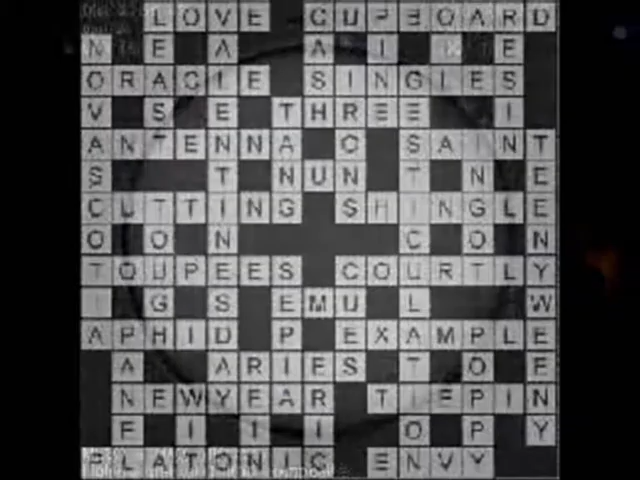 LOVE CUPBOARD
N E A A I E
ORACLE SINGLES
V S E THREE I
ANTENNA C SAINT
S T NUN T N E
CUTTING SHINGLE
O O N C O N
TOUPEES COURTLY
I G S EMU L W
APHID P EXAMPLE
A ARIES T O E
NEWYEAR TIEPIN
E I I I O P Y
PLATONIC ENVY